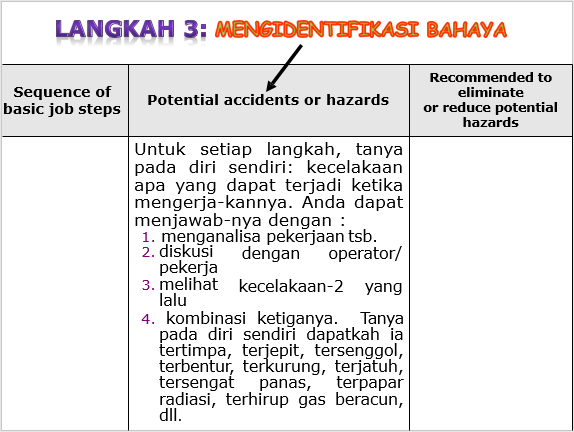 LANGKAH 3: MENGIDENTIFIKASI BAHAYA
Sequence of
basic job steps
Potential accidents or hazards
Recommended to
eliminate
or reduce potential
hazards
Untuk setiap langkah, tanya
pada diri sendiri: kecelakaan
apa yang dapat terjadi ketika
mengerja-kannya. Anda dapat
menjawab-nya dengan :
1. menganalisa pekerjaan tsb.
2. diskusi dengan operator/
pekerja
3. melihat kecelakaan-2 yang
lalu
4. kombinasi ketiganya. Tanya
pada diri sendiri dapatkah ia
tertimpa, terjepit, tersenggol,
terbentur, terkurung, terjatuh,
tersengat panas, terpapar
radiasi, terhirup gas beracun,
dll.